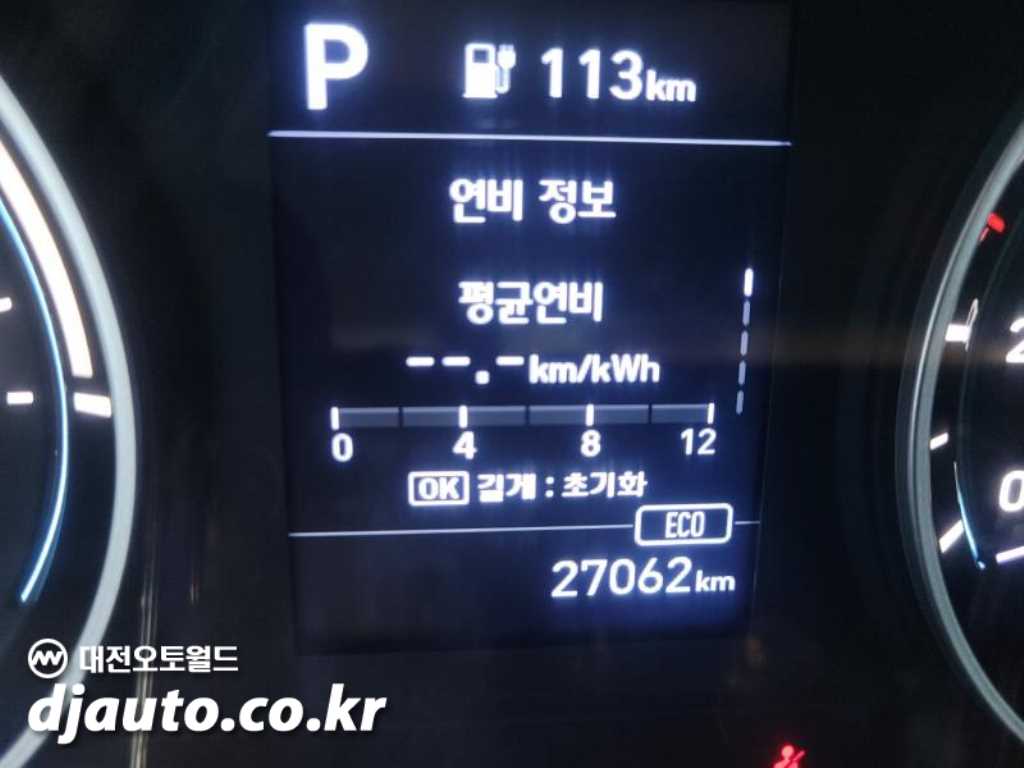 P 113km
연비 정보
평균연비
--.-km/kWh
0 4 8 12
OK 길게 : 초기화
ECO
27062km
대전오토월드
djauto.co.kr